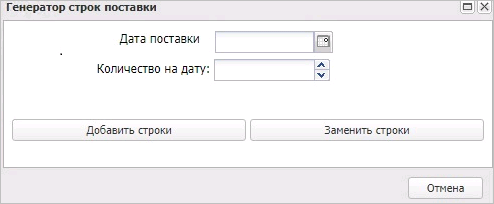 Генератор строк поставки
Дата поставки
Количество на дату:
Добавить строки Заменить строки
Отмена